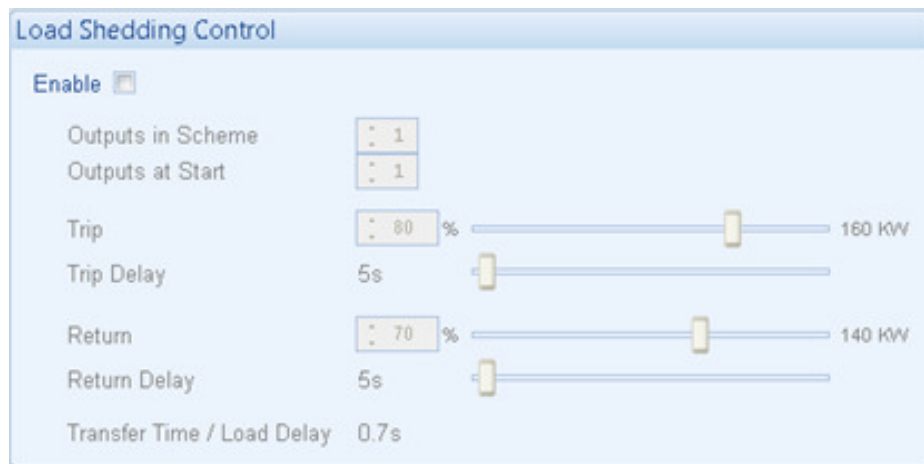 Load Shedding Control
Enable
Outputs in Scheme 1
Outputs at Start 1
Trip 80 % 160 KW
Trip Delay 5s
Return 70 % 140 KW
Return Delay 5s
Transfer Time / Load Delay 0.7s